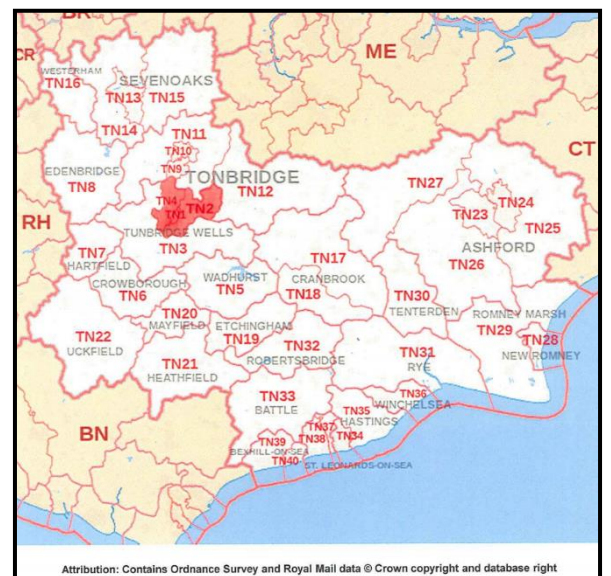 BR
CR
ME
WESTERHAM
TN16
SEVENOAKS
TN13
TN15
TN14
TN11
TN10
CT
EDENBRIDGE
TN8
TN9
TONBRIDGE
TN12
TN27
TN4
TN1
TN2
TN24
TN23
TN25
RH
TUNBRIDGE WELLS
TN3
ASHFORD
TN26
TN7
HARTFIELD
TN17
WADHURST
TN5
CRANBROOK
TN18
CROWBOROUGH
TN6
TN30
TENTERDEN
ROMNEY MARSH
TN29
TN28
NEW ROMNEY
TN20
MAYFIELD
ETCHINGHAM
TN19
TN22
UCKFIELD
TN32
ROBERTSBRIDGE
TN31
RYE
TN21
HEATHFIELD
TN33
BATTLE
TN36
WINCHELSEA
TN35
HASTINGS
BN
TN37
TN38
TN34
TN39
BEXHILL-ON-SEA
TN40
ST. LEONARDS-ON-SEA
Attribution: Contains Ordnance Survey and Royal Mail data © Crown copyright and database right